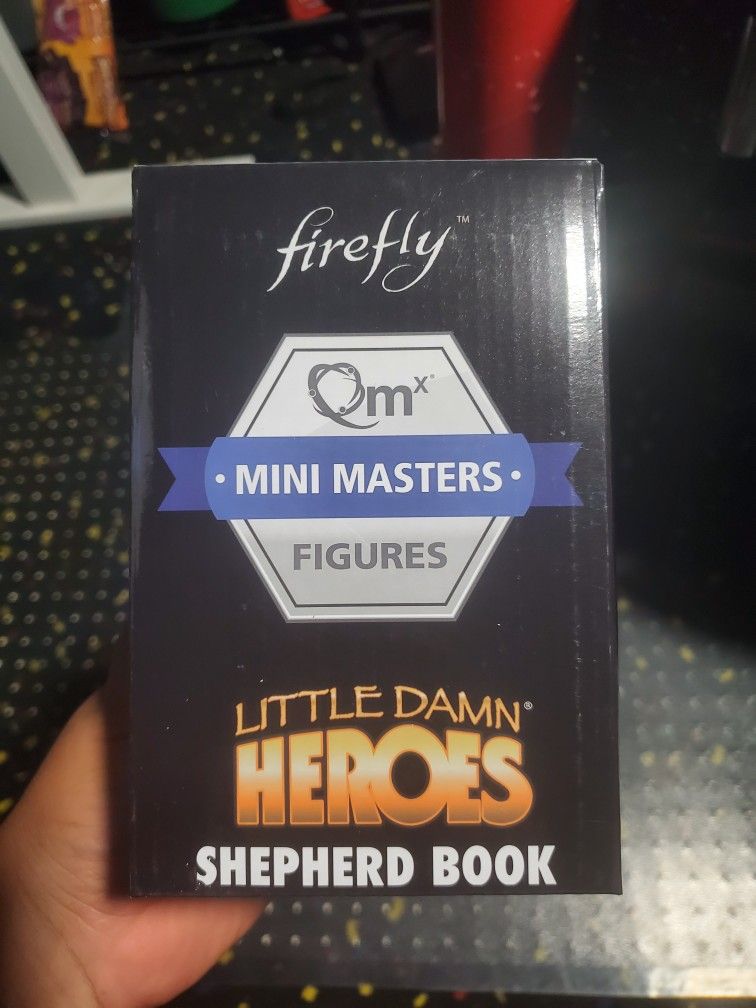 firefly™
Qmx®
• MINI MASTERS •
FIGURES
LITTLE DAMN®
HEROES
SHEPHERD BOOK